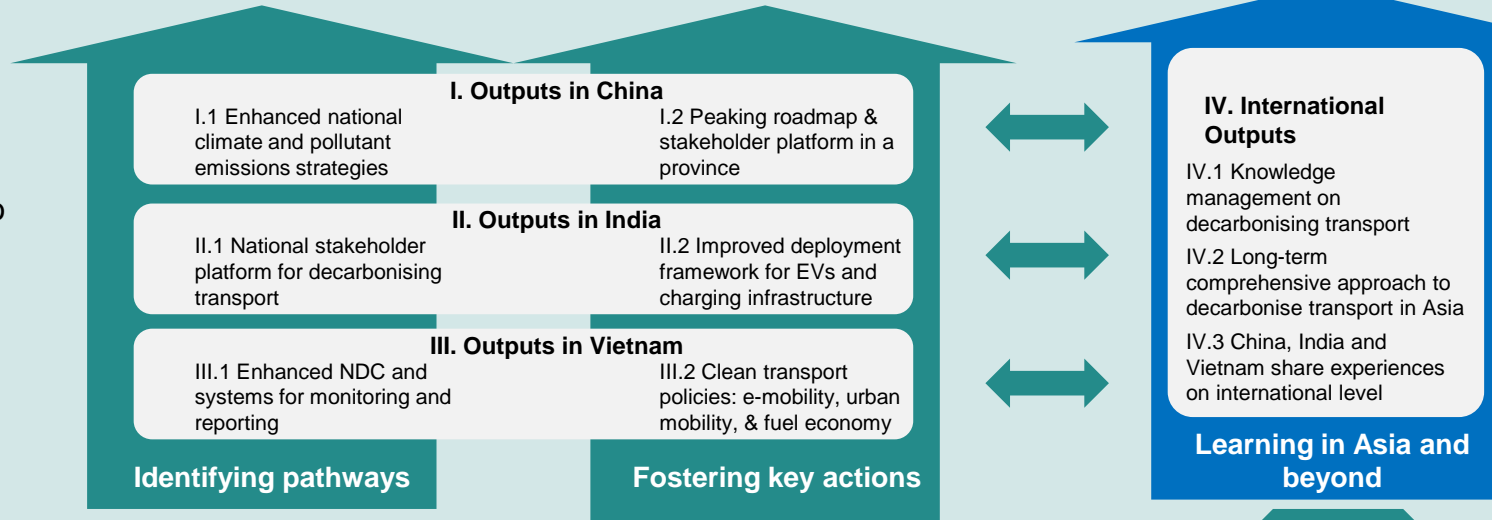 I. Outputs in China
I.1 Enhanced national
climate and pollutant
emissions strategies
I.2 Peaking roadmap &
stakeholder platform in a
province
II. Outputs in India
II.1 National stakeholder
platform for decarbonising
transport
II.2 Improved deployment
framework for EVs and
charging infrastructure
III. Outputs in Vietnam
III.1 Enhanced NDC and
systems for monitoring and
reporting
III.2 Clean transport
policies: e-mobility, urban
mobility, & fuel economy
Identifying pathways
Fostering key actions
IV. International
Outputs
IV.1 Knowledge
management on
decarbonising transport
IV.2 Long-term
comprehensive approach to
decarbonise transport in Asia
IV.3 China, India and
Vietnam share experiences
on international level
Learning in Asia and
beyond